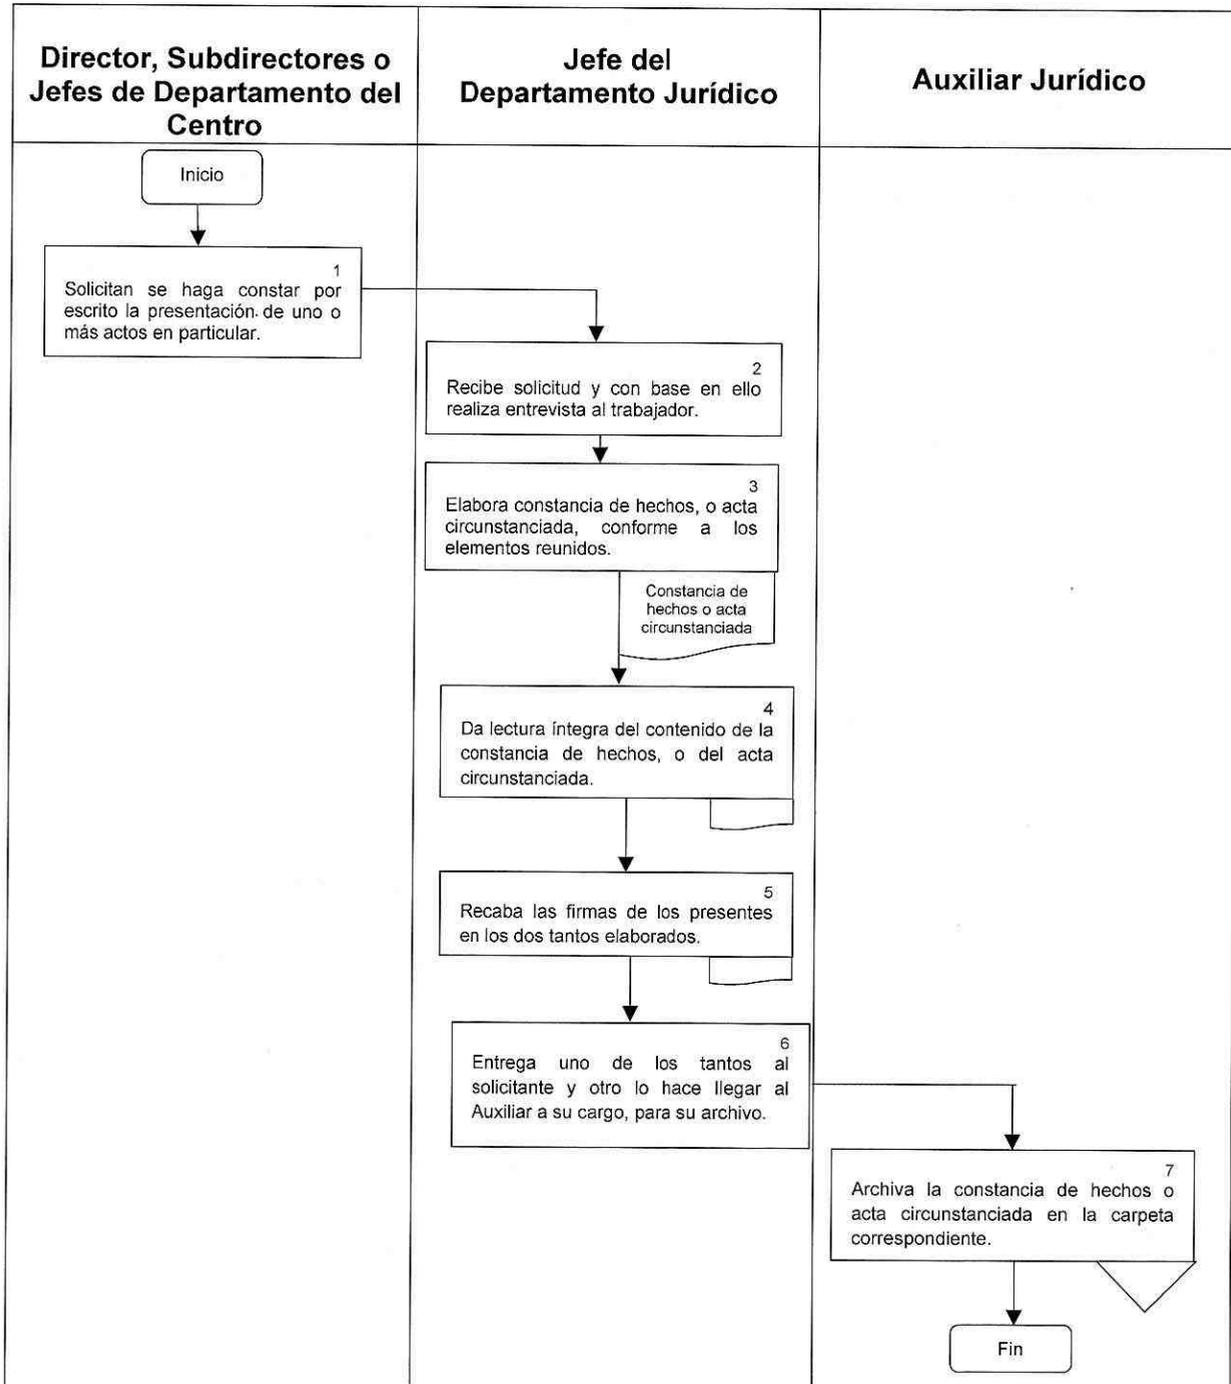 Director, Subdirectores o
Jefes de Departamento del
Centro
Jefe del
Departamento Jurídico
Auxiliar Jurídico
Inicio
1
Solicitan se haga constar por
escrito la presentación de uno o
más actos en particular.
2
Recibe solicitud y con base en ello
realiza entrevista al trabajador.
3
Elabora constancia de hechos, o acta
circunstanciada, conforme a los
elementos reunidos.
Constancia de
hechos o acta
circunstanciada
4
Da lectura íntegra del contenido de la
constancia de hechos, o del acta
circunstanciada.
5
Recaba las firmas de los presentes
en los dos tantos elaborados.
6
Entrega uno de los tantos al
solicitante y otro lo hace llegar al
Auxiliar a su cargo, para su archivo.
7
Archiva la constancia de hechos o
acta circunstanciada en la carpeta
correspondiente.
Fin